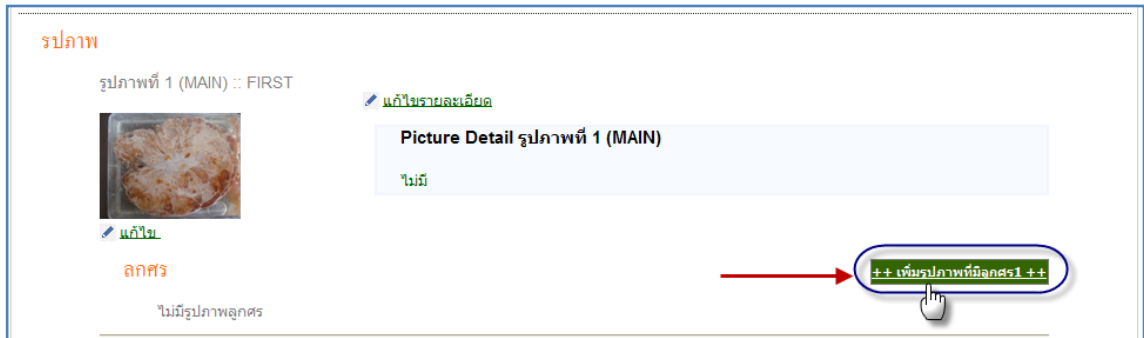 รูปภาพ
รูปภาพที่ 1 (MAIN) :: FIRST
แก้ไขรายละเอียด
Picture Detail รูปภาพที่ 1 (MAIN)
ไม่มี
แก้ไข
ลูกศร
++ เพิ่มรูปภาพที่มีลูกศร1 ++
ไม่มีรูปภาพลูกศร